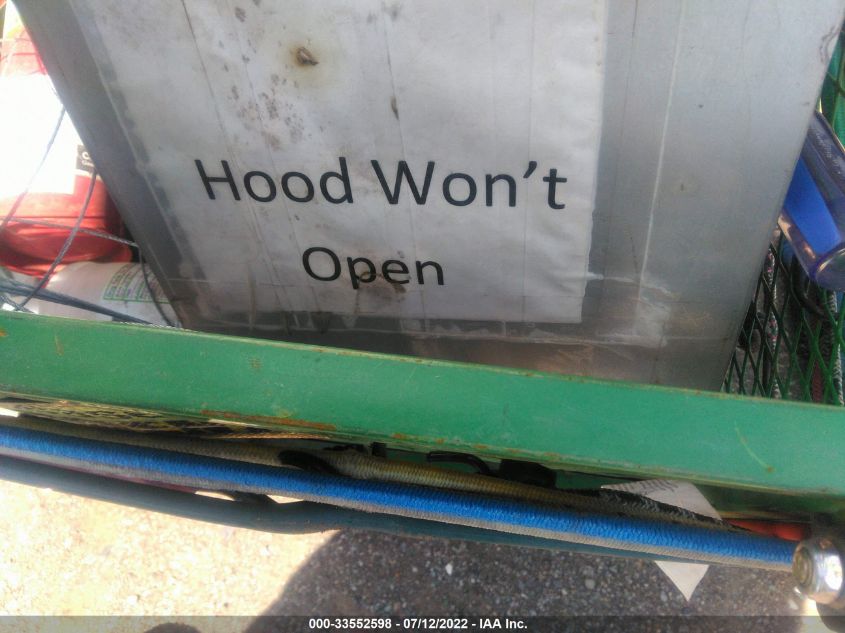 Hood Won't
Open
000-33552598 - 07/12/2022 - IAA Inc.